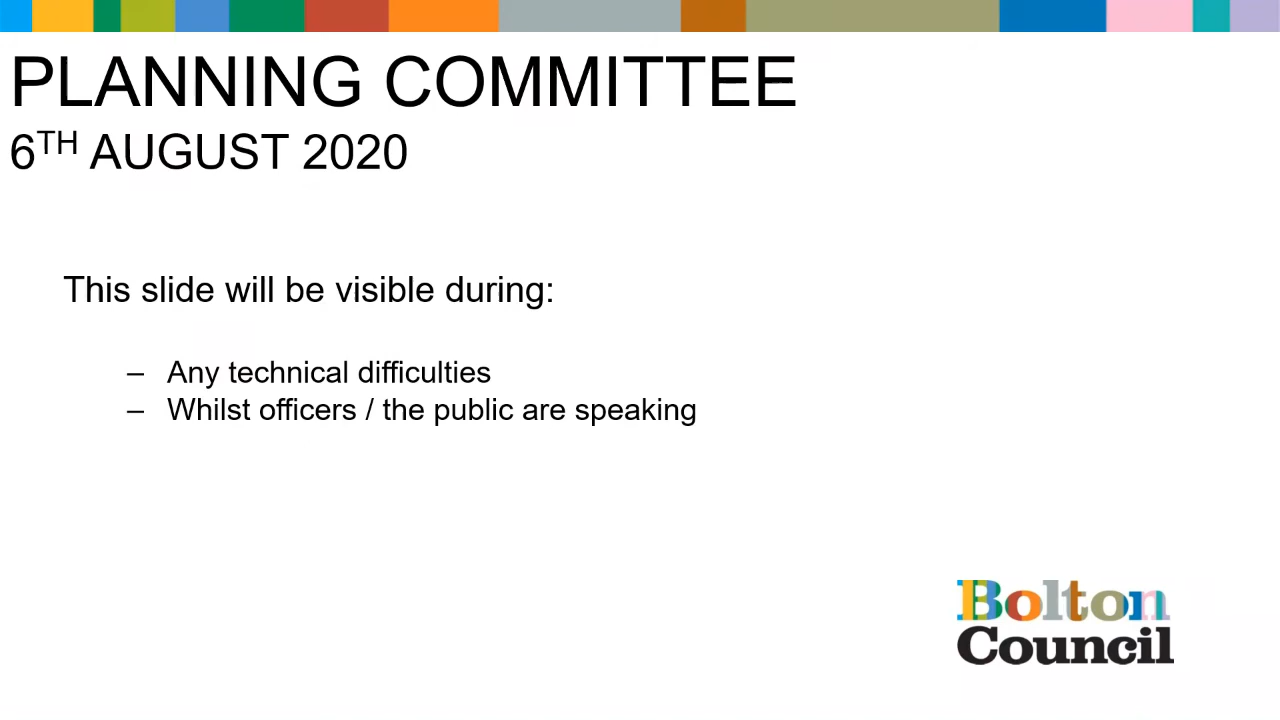 PLANNING COMMITTEE
6TH AUGUST 2020
This slide will be visible during:
– Any technical difficulties
– Whilst officers / the public are speaking
Bolton
Council